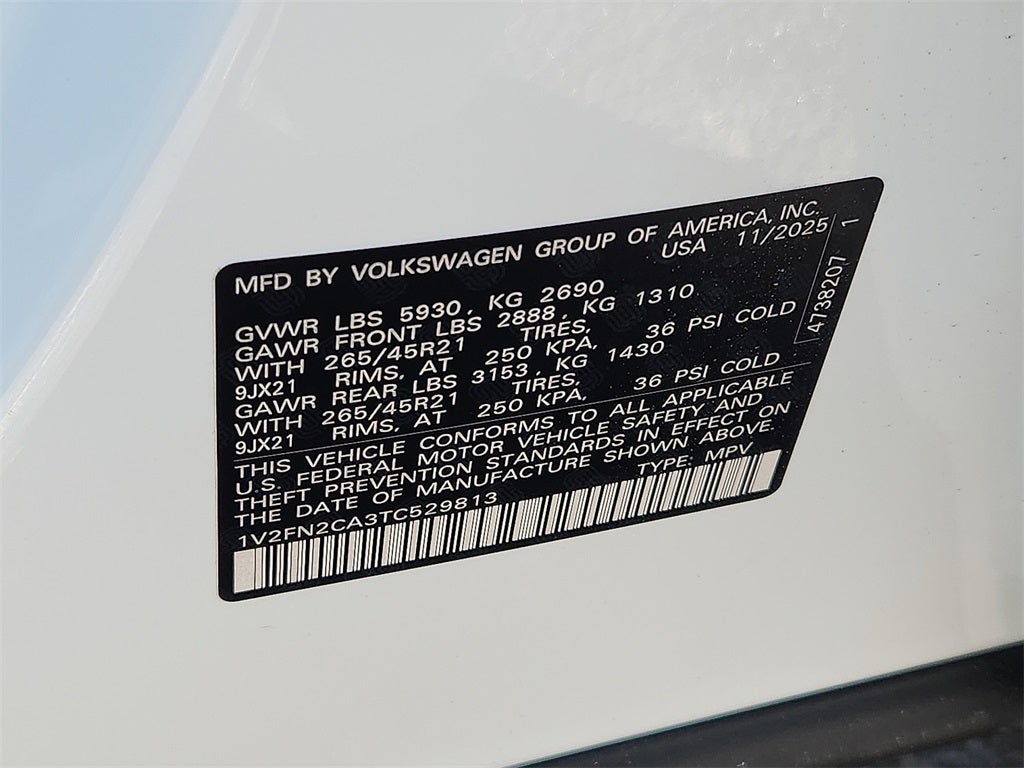 MFD BY VOLKSWAGEN GROUP OF AMERICA, INC.
USA 11/2025
GVWR LBS 5930, KG 2690
GAWR FRONT LBS 2888, KG 1310
WITH 265/45R21 TIRES,
9JX21 RIMS, AT 250 KPA, 36 PSI COLD
GAWR REAR LBS 3153, KG 1430
WITH 265/45R21 TIRES,
9JX21 RIMS, AT 250 KPA, 36 PSI COLD
THIS VEHICLE CONFORMS TO ALL APPLICABLE
U.S. FEDERAL MOTOR VEHICLE SAFETY AND
THEFT PREVENTION STANDARDS IN EFFECT ON
THE DATE OF MANUFACTURE SHOWN ABOVE.
1V2FN2CA3TC529813 TYPE: MPV
4738207 1